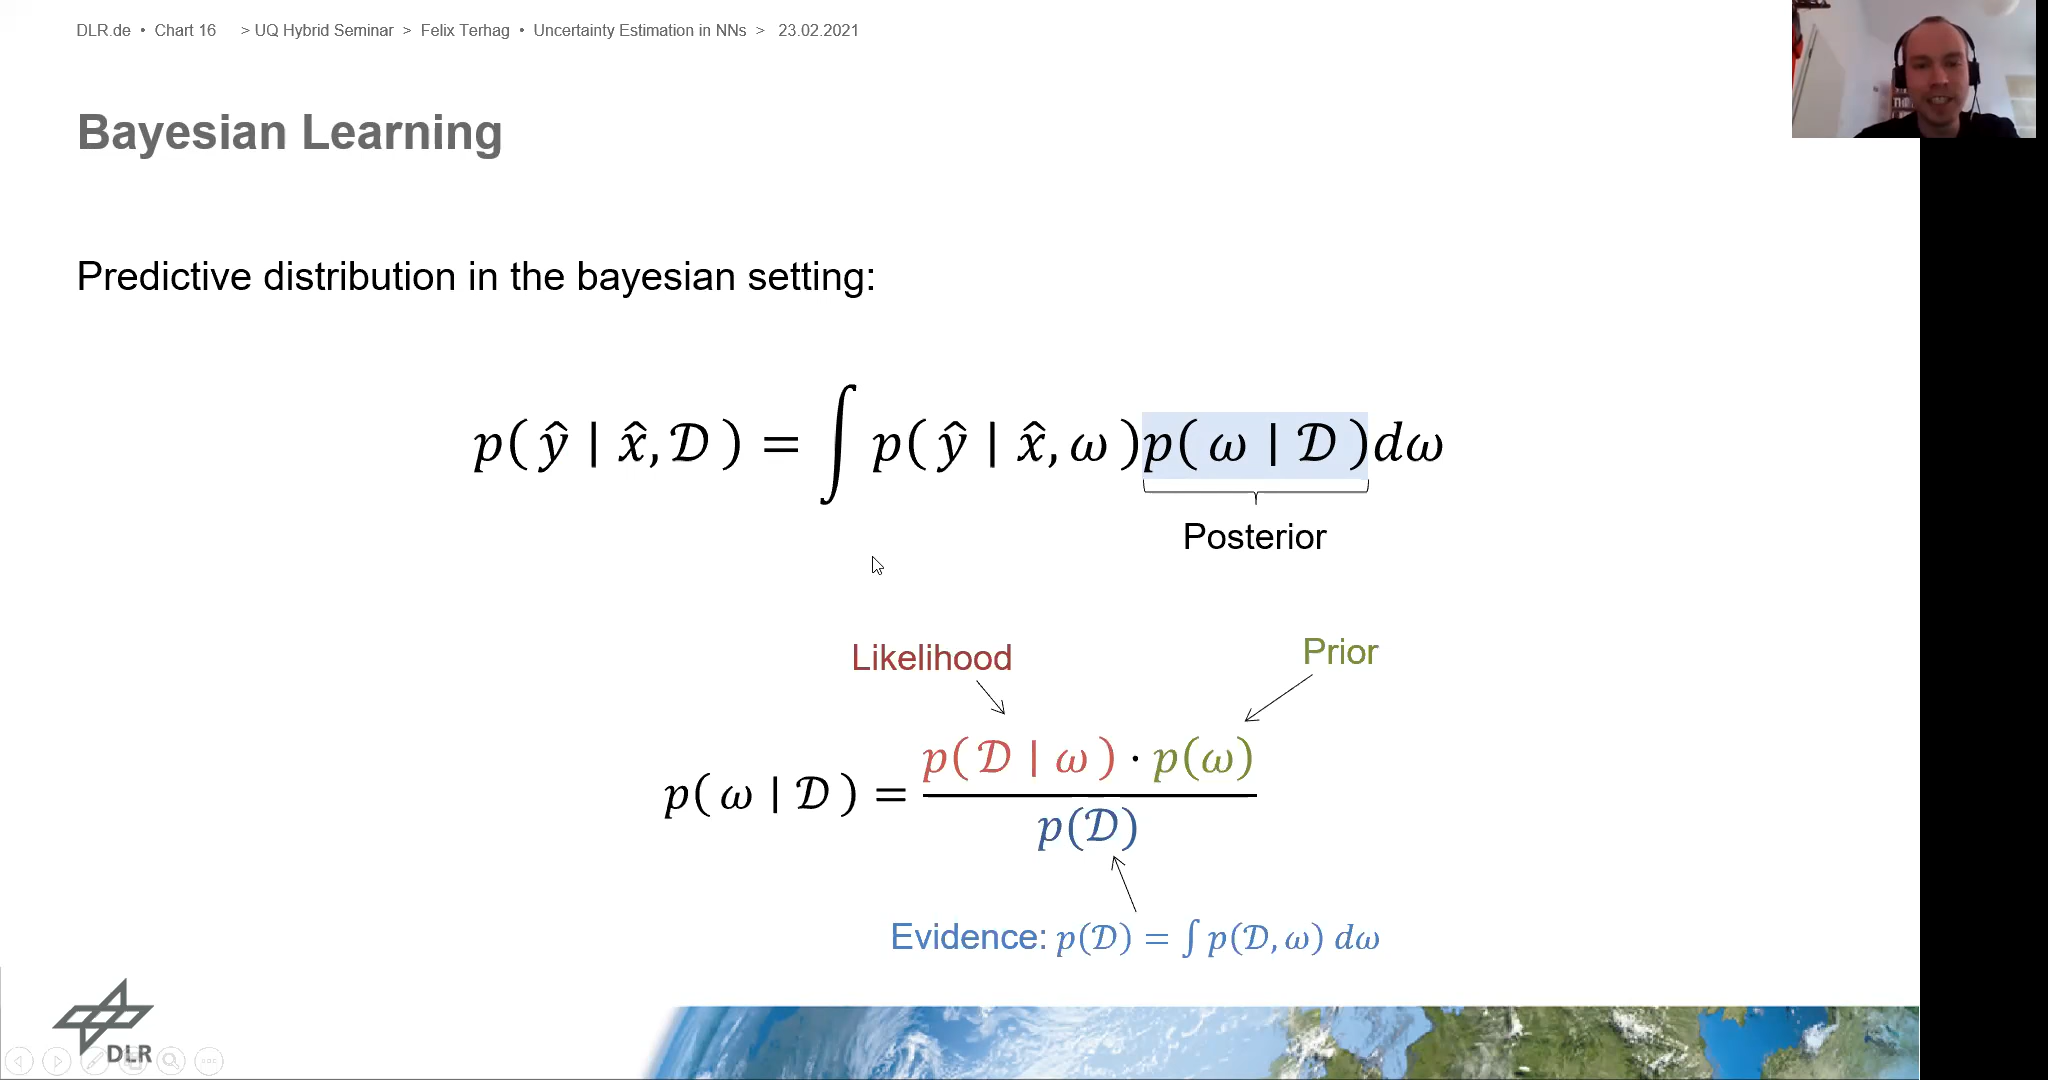 DLR.de • Chart 16 > UQ Hybrid Seminar > Felix Terhag • Uncertainty Estimation in NNs > 23.02.2021
Bayesian Learning
Predictive distribution in the bayesian setting:
p( ŷ | x̂, 𝒟 ) = ∫ p( ŷ | x̂, ω )p( ω | 𝒟 )dω
Posterior
Likelihood
Prior
p( ω | 𝒟 ) = p( 𝒟 | ω ) · p(ω)
p(𝒟)
Evidence: p(𝒟) = ∫ p(𝒟, ω) dω
DLR